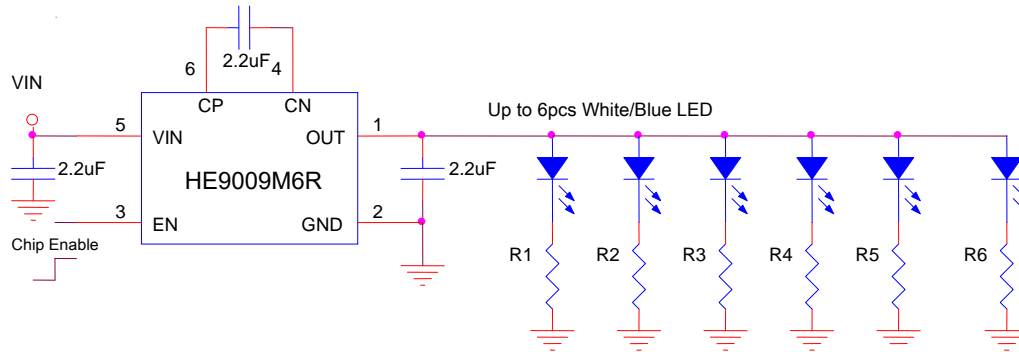 2.2uF
6
4
VIN
CP
CN
Up to 6pcs White/Blue LED
5
VIN
OUT
1
2.2uF
HE9009M6R
2.2uF
3
EN
GND
2
Chip Enable
R1
R2
R3
R4
R5
R6